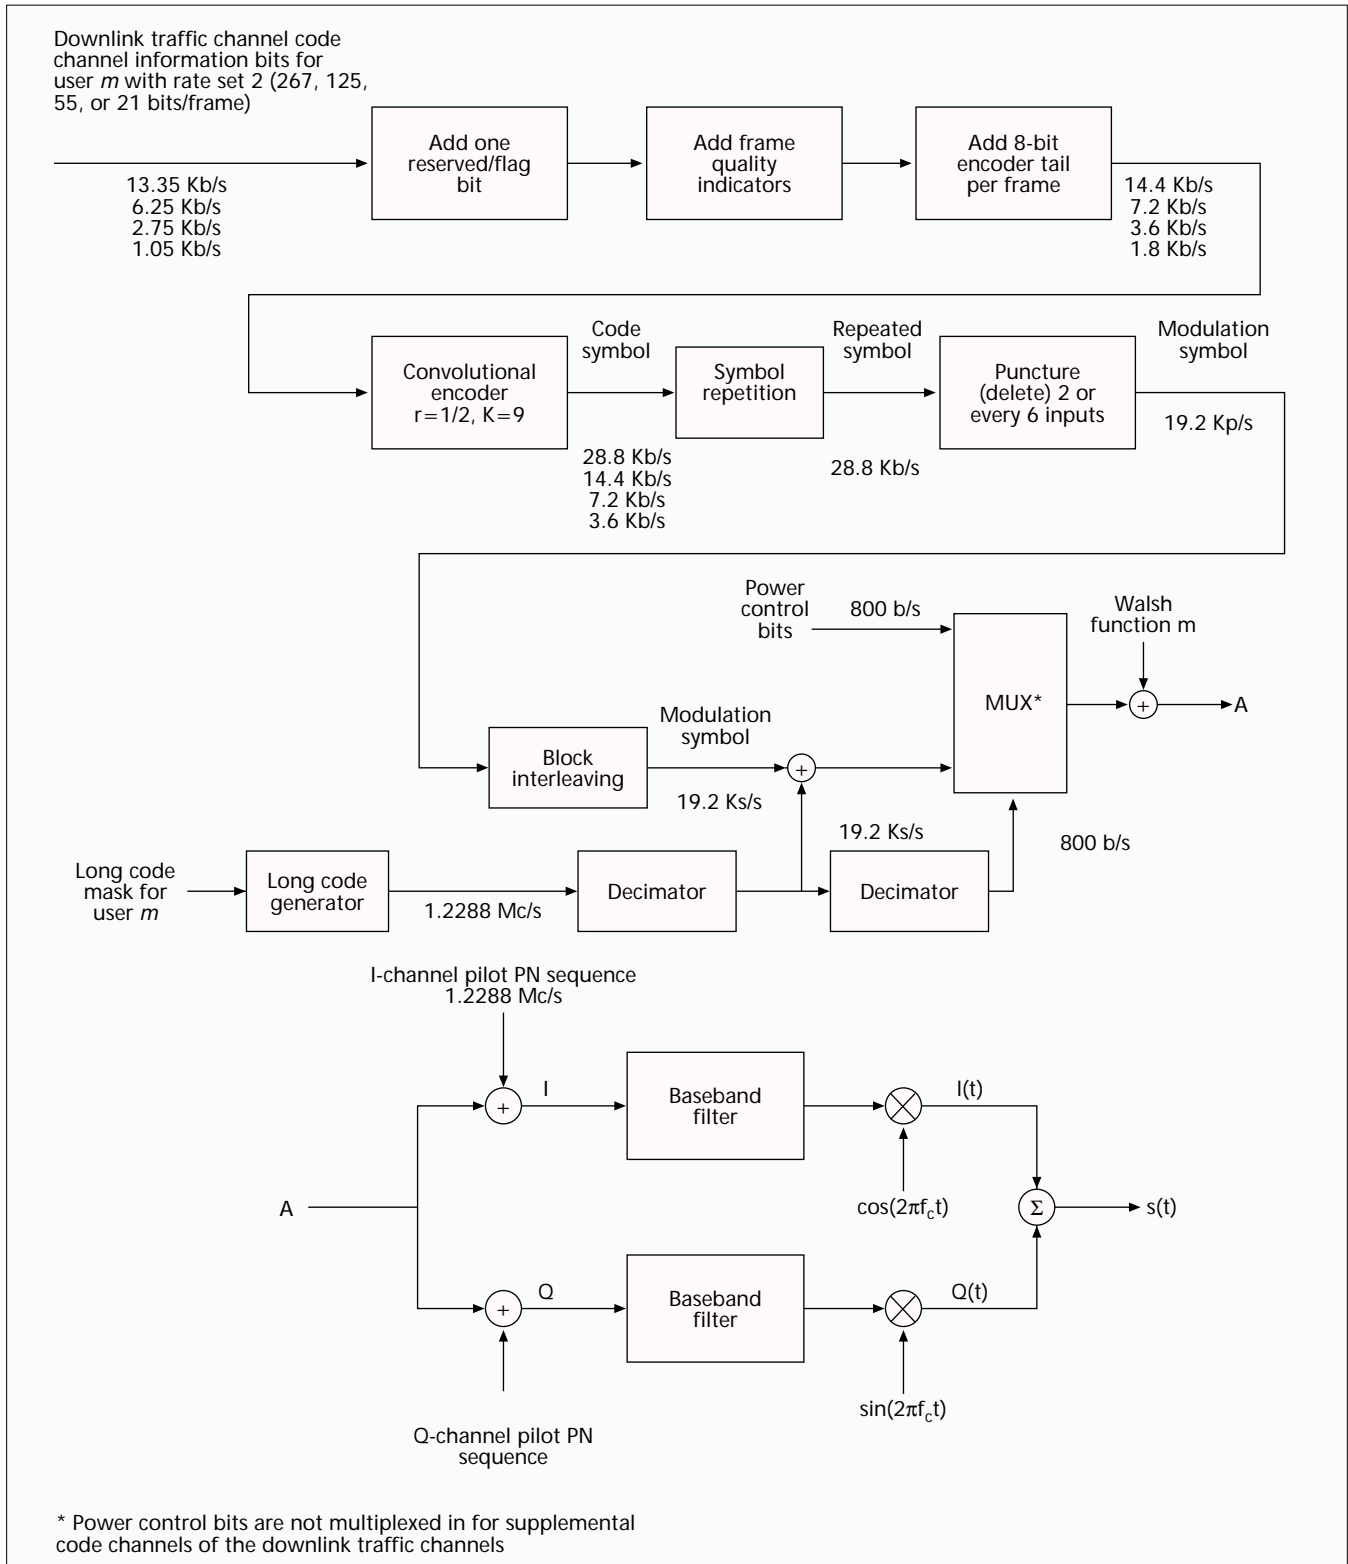 Downlink traffic channel code
channel information bits for
user m with rate set 2 (267, 125,
55, or 21 bits/frame)
Add one
reserved/flag
bit
Add frame
quality
indicators
Add 8-bit
encoder tail
per frame
13.35 Kb/s
6.25 Kb/s
2.75 Kb/s
1.05 Kb/s
14.4 Kb/s
7.2 Kb/s
3.6 Kb/s
1.8 Kb/s
Convolutional
encoder
r=1/2, K=9
Code
symbol
Symbol
repetition
Repeated
symbol
Puncture
(delete) 2 or
every 6 inputs
Modulation
symbol
28.8 Kb/s
14.4 Kb/s
7.2 Kb/s
3.6 Kb/s
28.8 Kb/s
19.2 Kp/s
Power
control
bits
800 b/s
MUX*
Walsh
function m
+
A
Block
interleaving
Modulation
symbol
19.2 Ks/s
+
Long code
mask for
user m
Long code
generator
1.2288 Mc/s
Decimator
19.2 Ks/s
Decimator
800 b/s
I-channel pilot PN sequence
1.2288 Mc/s
+
I
Baseband
filter
I(t)
cos(2πf_ct)
A
Σ
s(t)
+
Q
Baseband
filter
Q(t)
sin(2πf_ct)
Q-channel pilot PN
sequence
* Power control bits are not multiplexed in for supplemental
code channels of the downlink traffic channels